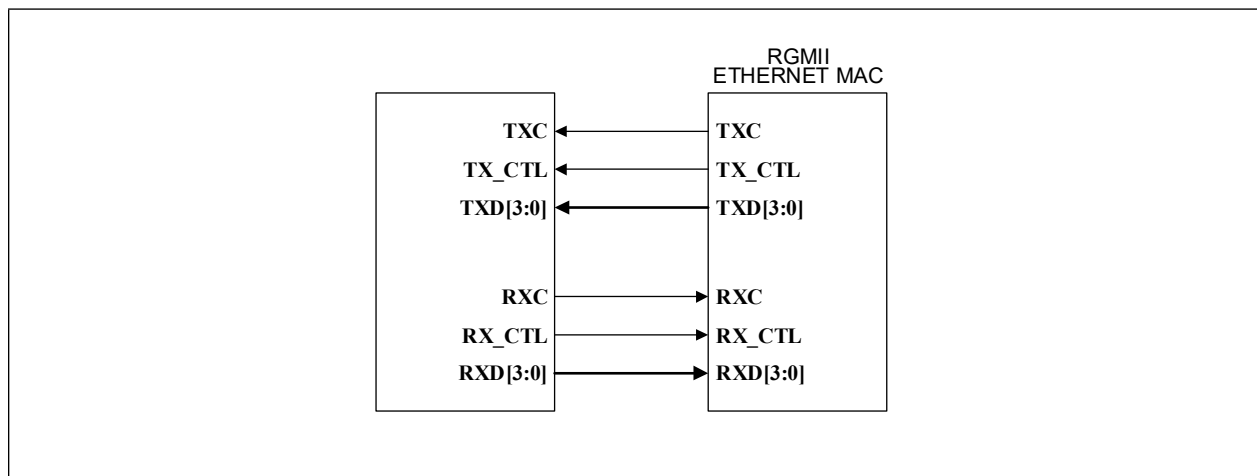 RGMII
ETHERNET MAC
TXC
TX_CTL
TXD[3:0]
RXC
RX_CTL
RXD[3:0]
TXC
TX_CTL
TXD[3:0]
RXC
RX_CTL
RXD[3:0]